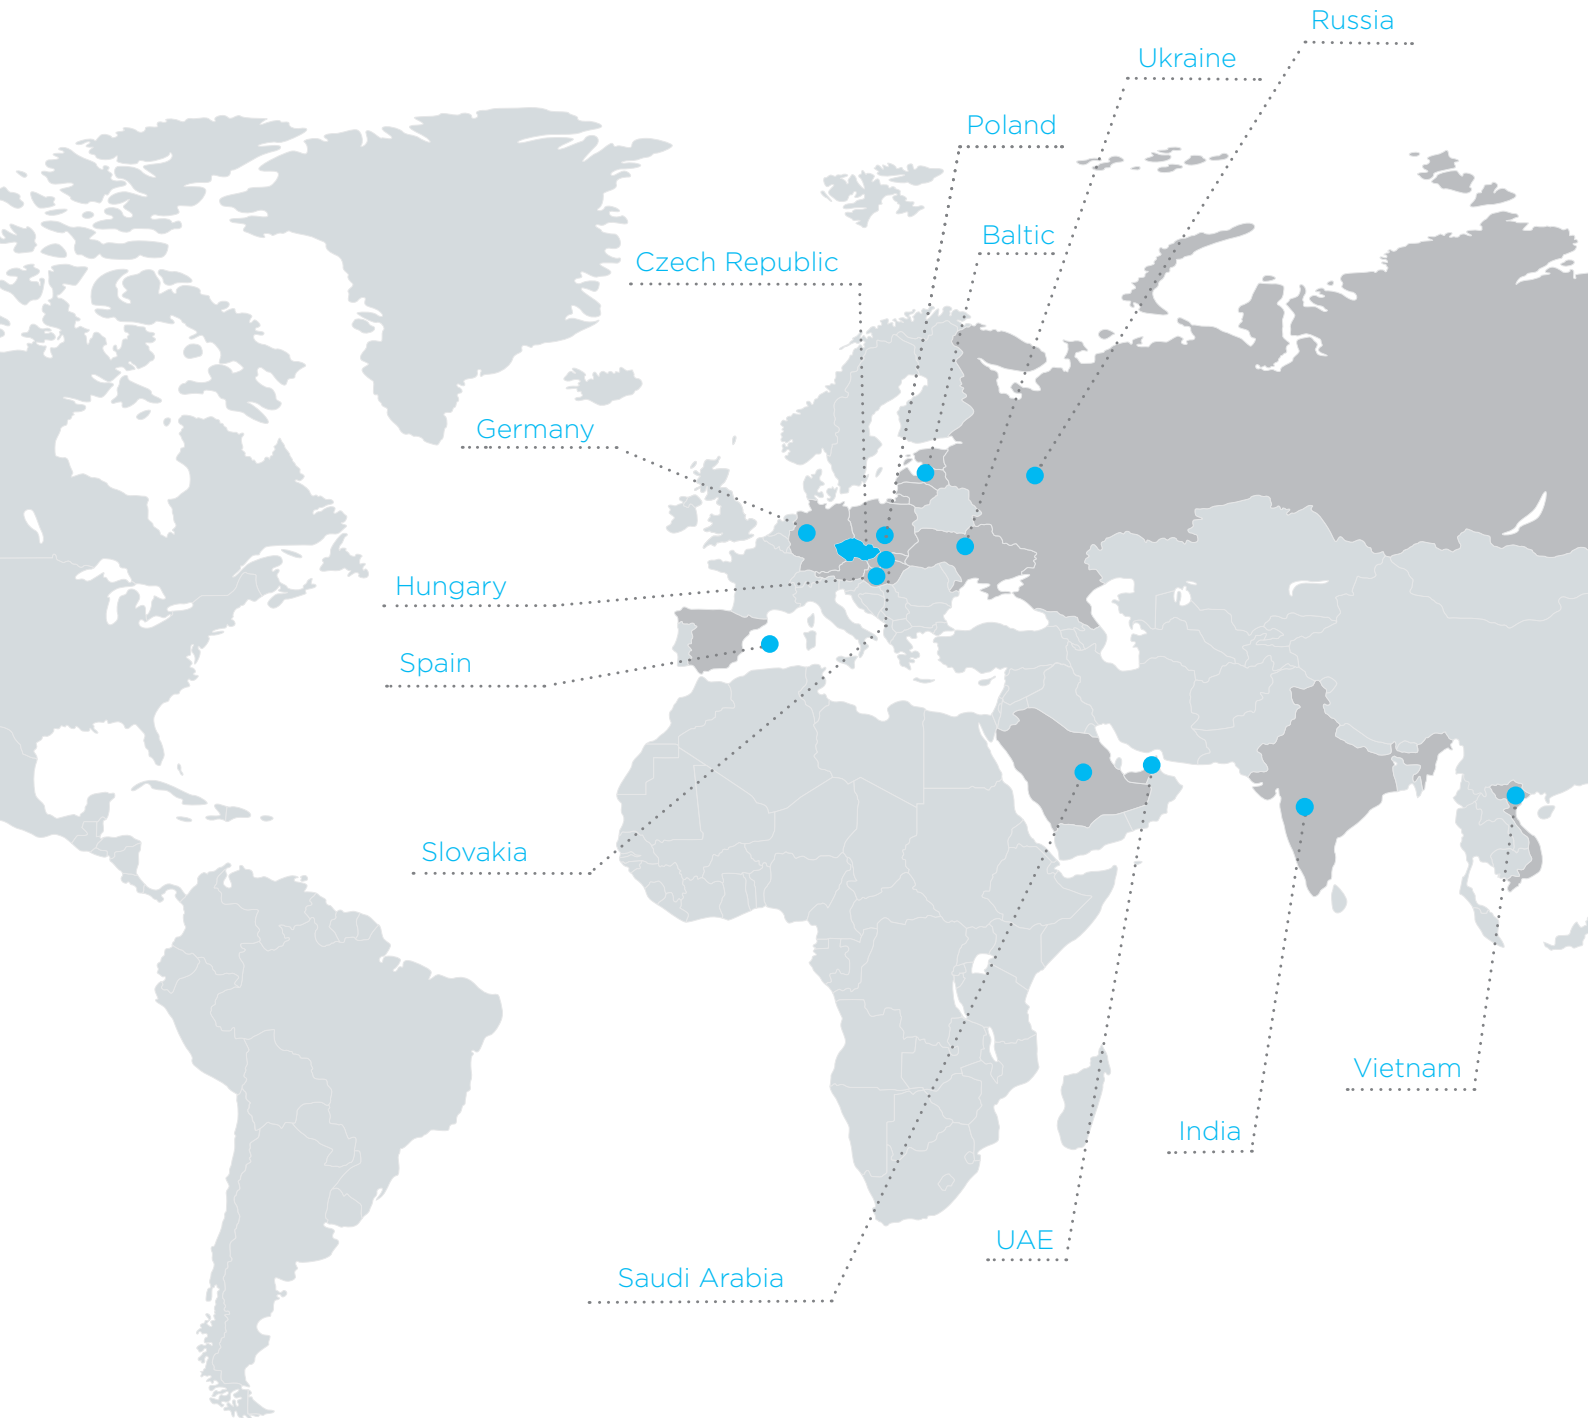 Russia
Ukraine
Poland
Baltic
Czech Republic
Germany
Hungary
Spain
Slovakia
Vietnam
India
UAE
Saudi Arabia